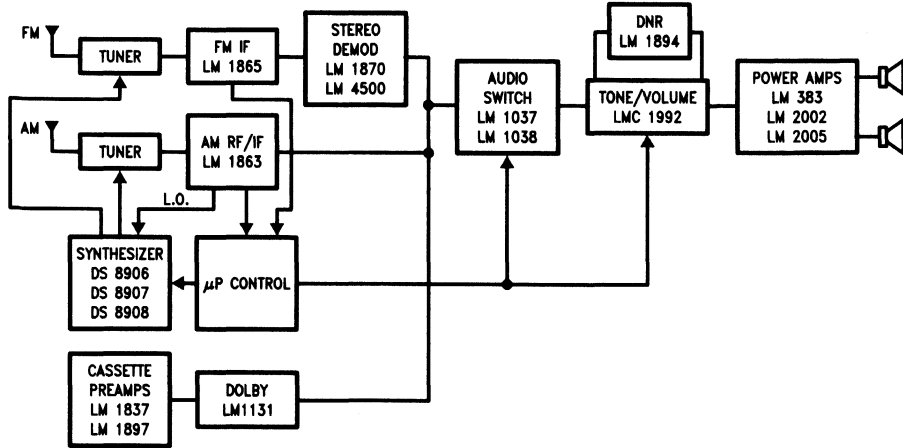 FM
TUNER
FM IF
LM 1865
STEREO
DEMOD
LM 1870
LM 4500
DNR
LM 1894
AUDIO
SWITCH
LM 1037
LM 1038
TONE/VOLUME
LMC 1992
POWER AMPS
LM 383
LM 2002
LM 2005
AM
TUNER
AM RF/IF
LM 1863
L.O.
SYNTHESIZER
DS 8906
DS 8907
DS 8908
μP CONTROL
CASSETTE
PREAMPS
LM 1837
LM 1897
DOLBY
LM1131